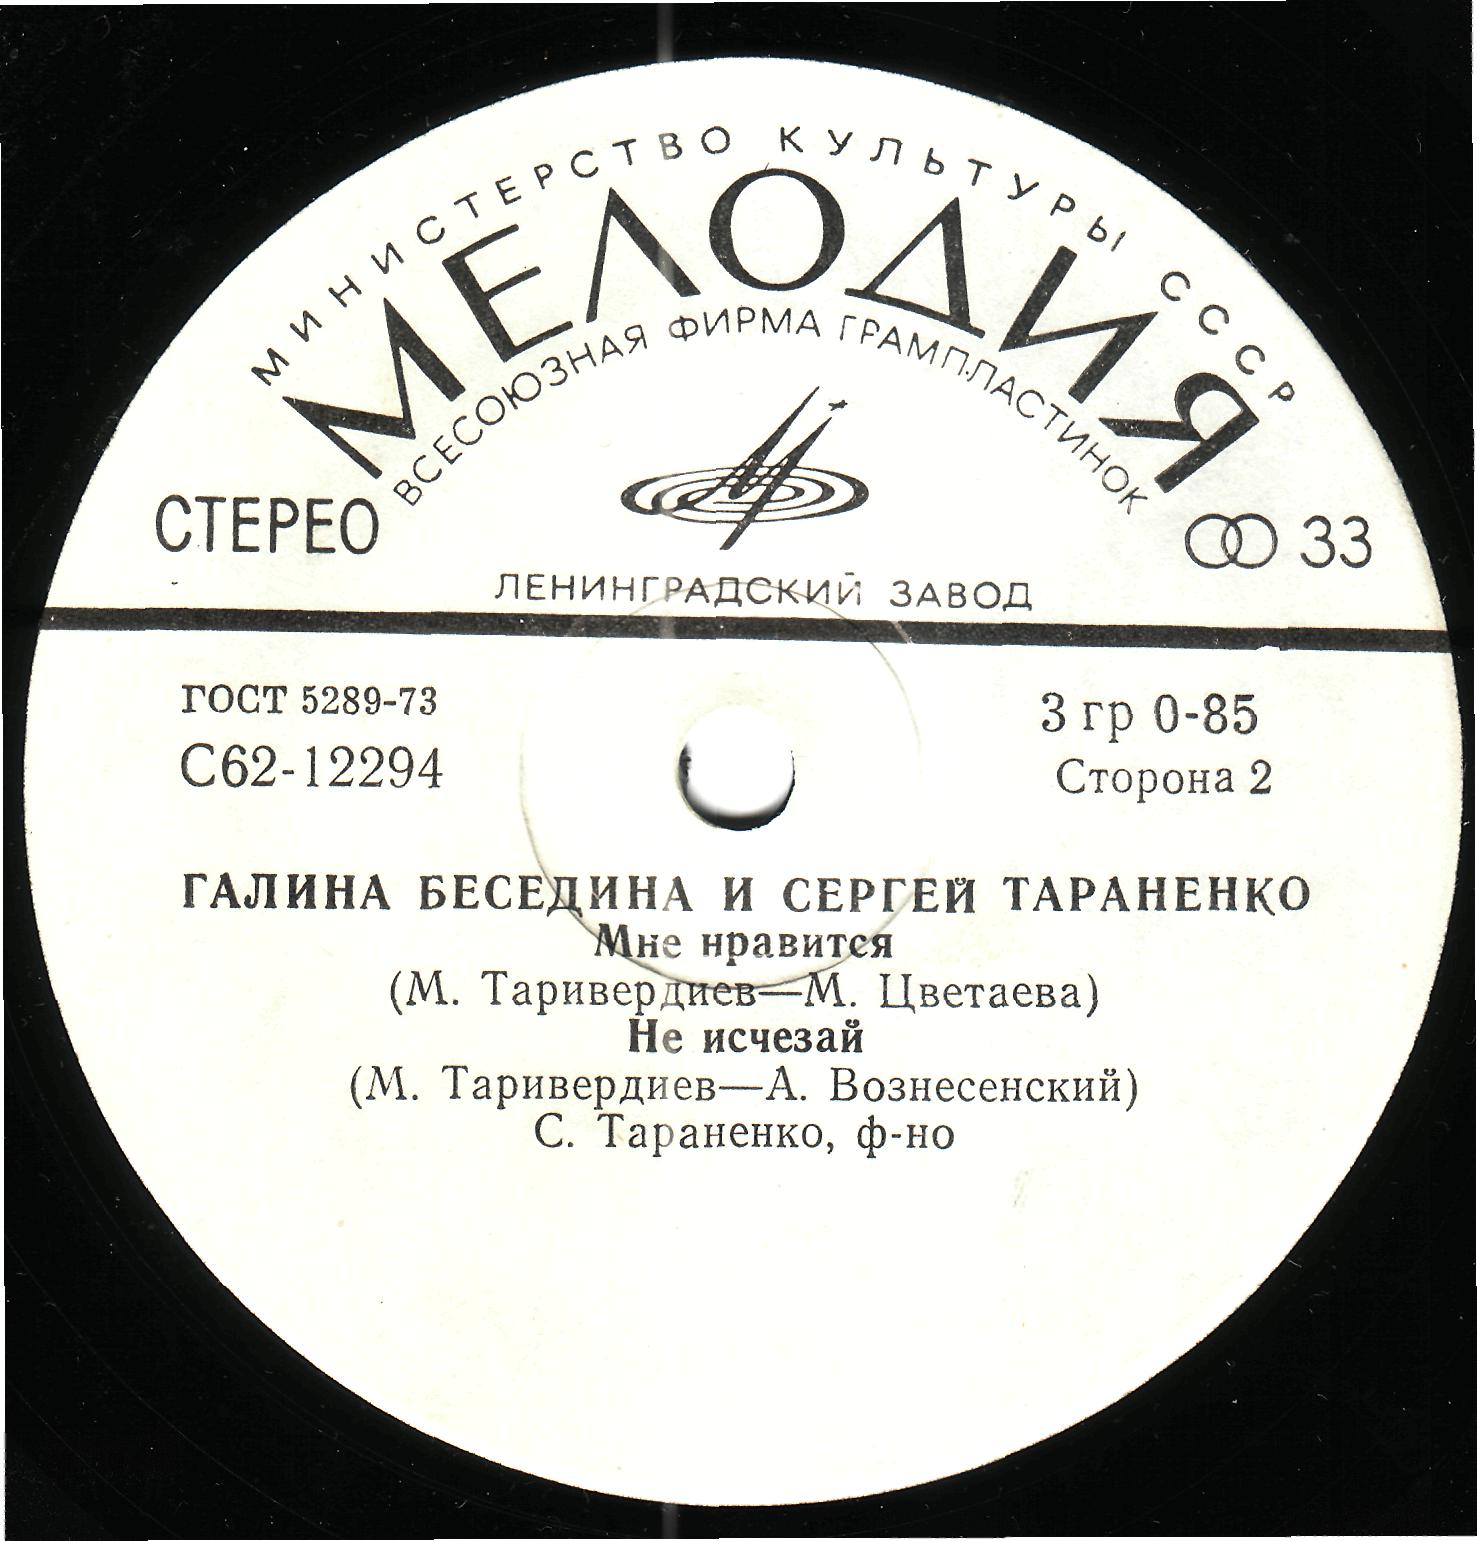 МИНИСТЕРСТВО КУЛЬТУРЫ СССР
МЕЛОДИЯ
ВСЕСОЮЗНАЯ ФИРМА ГРАМПЛАСТИНОК
СТЕРЕО
33
ЛЕНИНГРАДСКИЙ ЗАВОД
ГОСТ 5289-73
3 гр 0-85
С62-12294
Сторона 2
ГАЛИНА БЕСЕДИНА И СЕРГЕЙ ТАРАНЕНКО
Мне нравится
(М. Таривердиев—М. Цветаева)
Не исчезай
(М. Таривердиев—А. Вознесенский)
С. Тараненко, ф-но